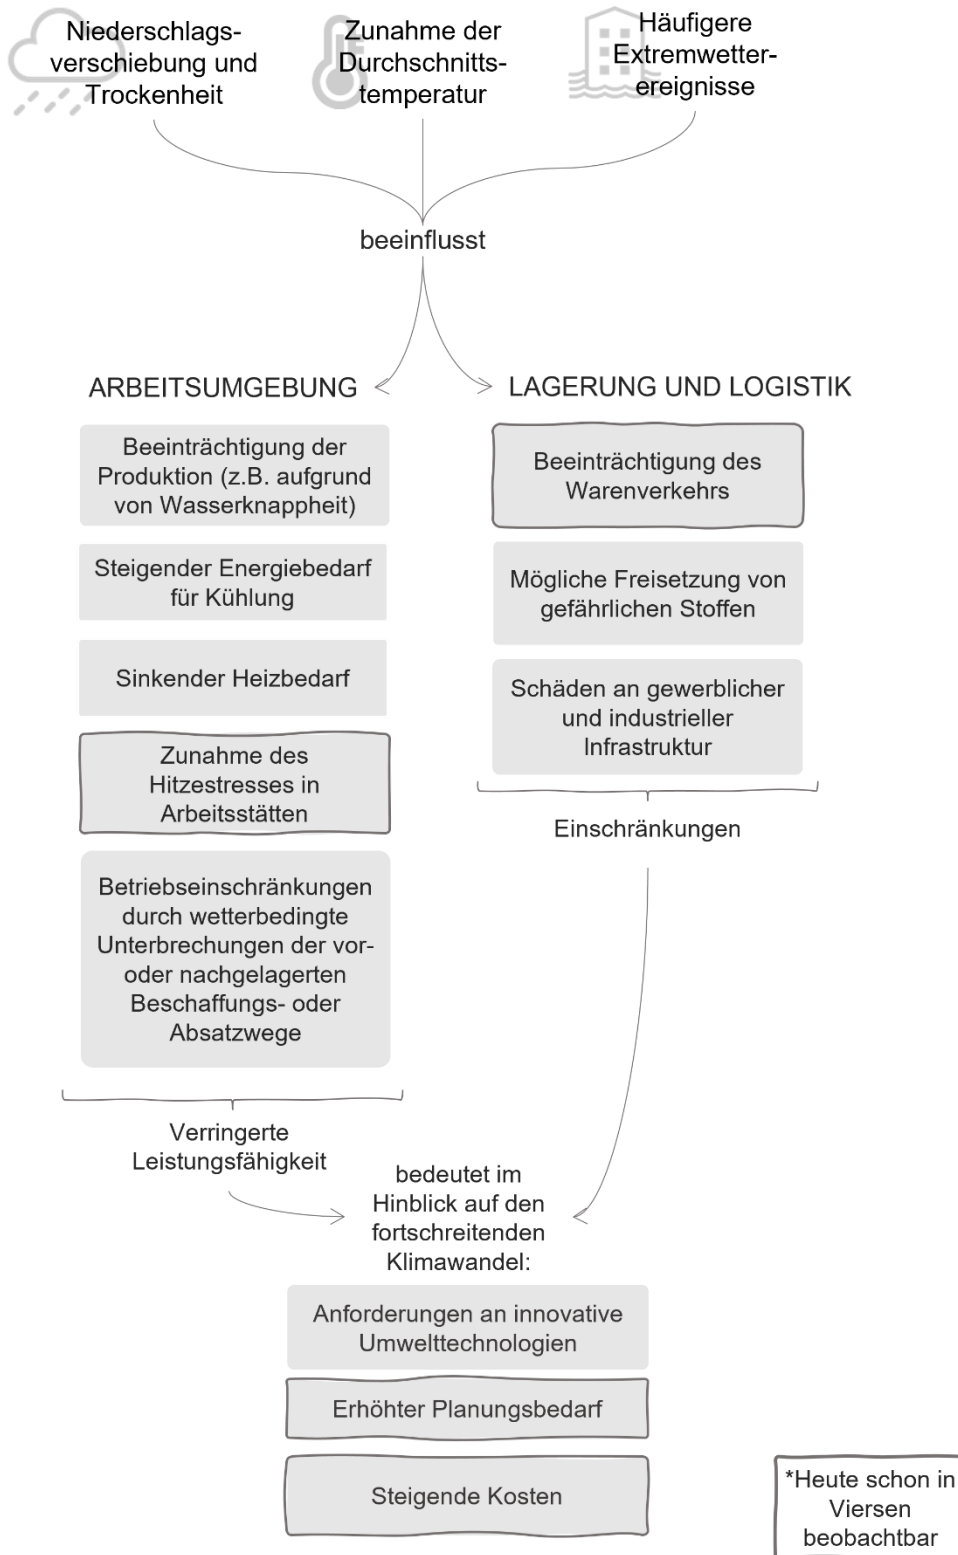 Niederschlags-
verschiebung und
Trockenheit
Zunahme der
Durchschnitts-
temperatur
Häufigere
Extremwetter-
ereignisse
beeinflusst
ARBEITSUMGEBUNG
Beeinträchtigung der
Produktion (z.B. aufgrund
von Wasserknappheit)
Steigender Energiebedarf
für Kühlung
Sinkender Heizbedarf
Zunahme des
Hitzestresses in
Arbeitsstätten
Betriebseinschränkungen
durch wetterbedingte
Unterbrechungen der vor-
oder nachgelagerten
Beschaffungs- oder
Absatzwege
Verringerte
Leistungsfähigkeit
LAGERUNG UND LOGISTIK
Beeinträchtigung des
Warenverkehrs
Mögliche Freisetzung von
gefährlichen Stoffen
Schäden an gewerblicher
und industrieller
Infrastruktur
Einschränkungen
bedeutet im
Hinblick auf den
fortschreitenden
Klimawandel:
Anforderungen an innovative
Umwelttechnologien
Erhöhter Planungsbedarf
Steigende Kosten
*Heute schon in
Viersen
beobachtbar